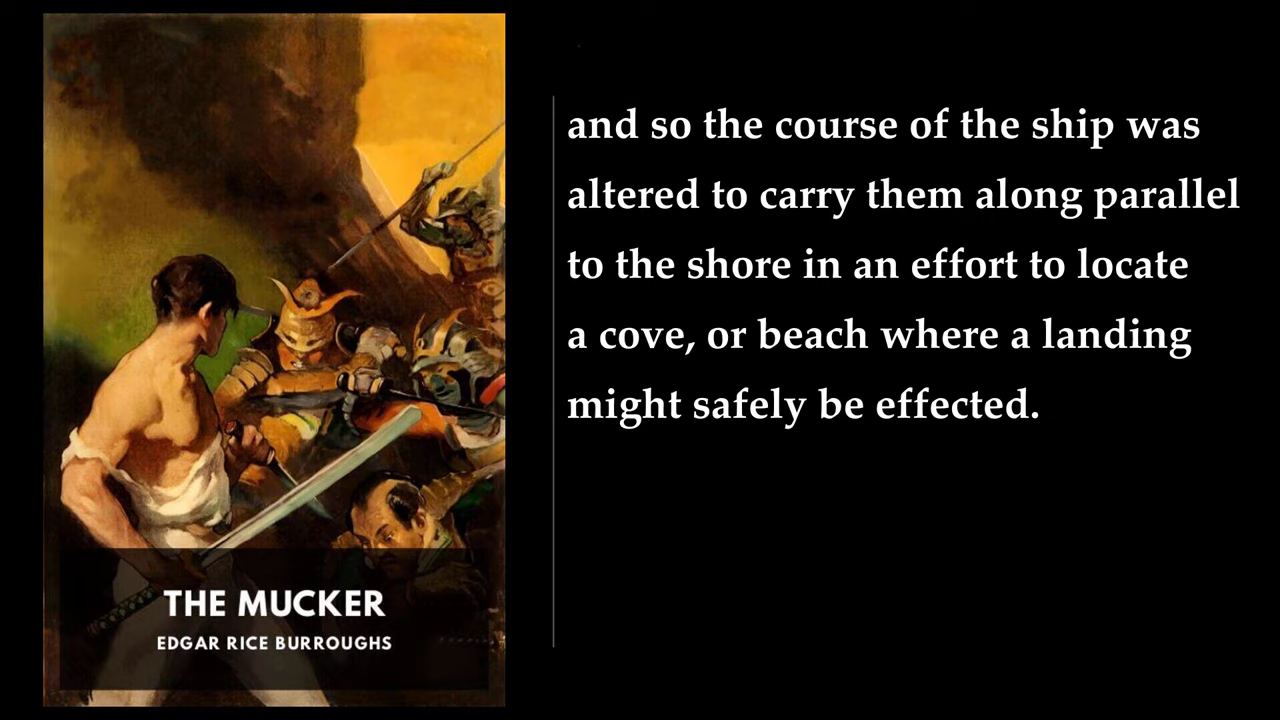 THE MUCKER
EDGAR RICE BURROUGHS
and so the course of the ship was
altered to carry them along parallel
to the shore in an effort to locate
a cove, or beach where a landing
might safely be effected.